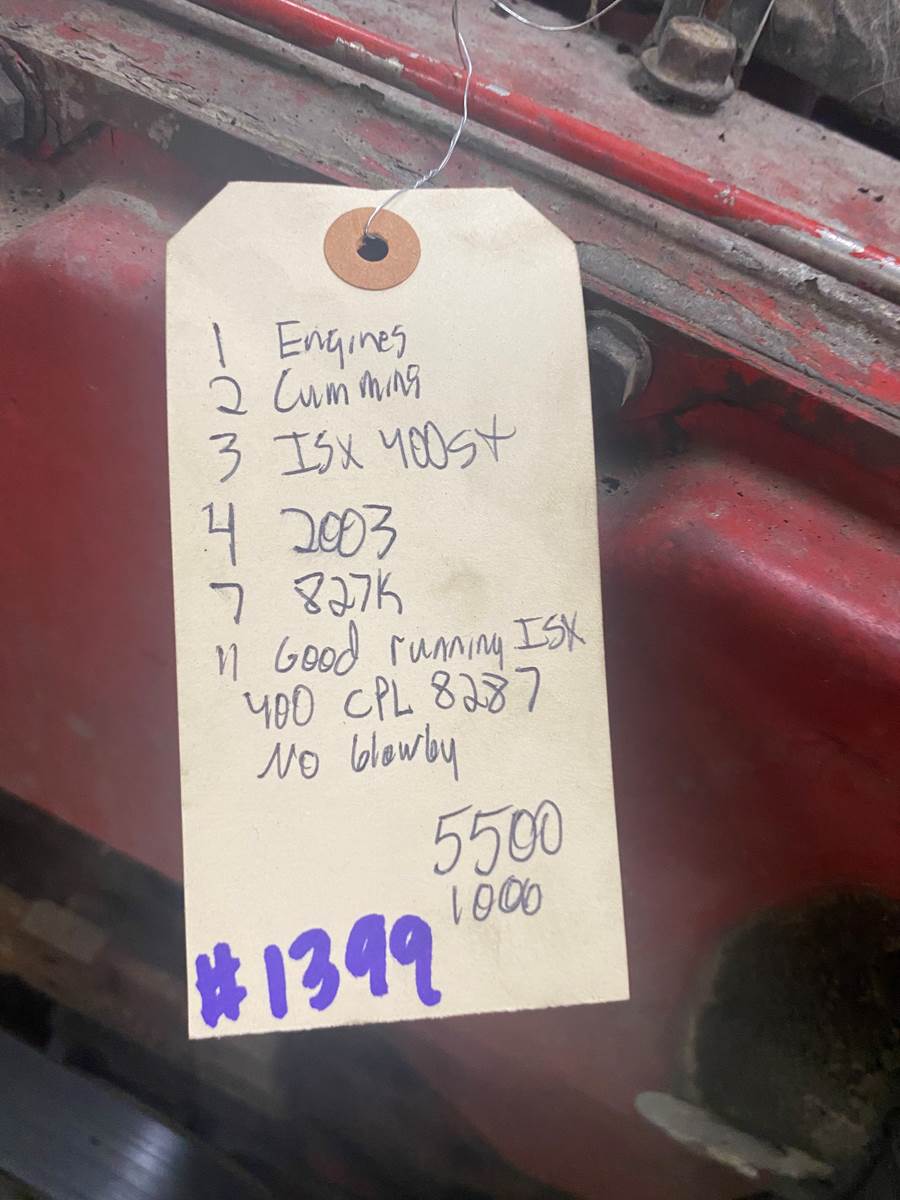 1 Engines
2 Cummins
3 ISX 400ST
4 2003
7 827K
11 Good running ISX
400 CPL 8287
No blowby
5500
1000
#1399